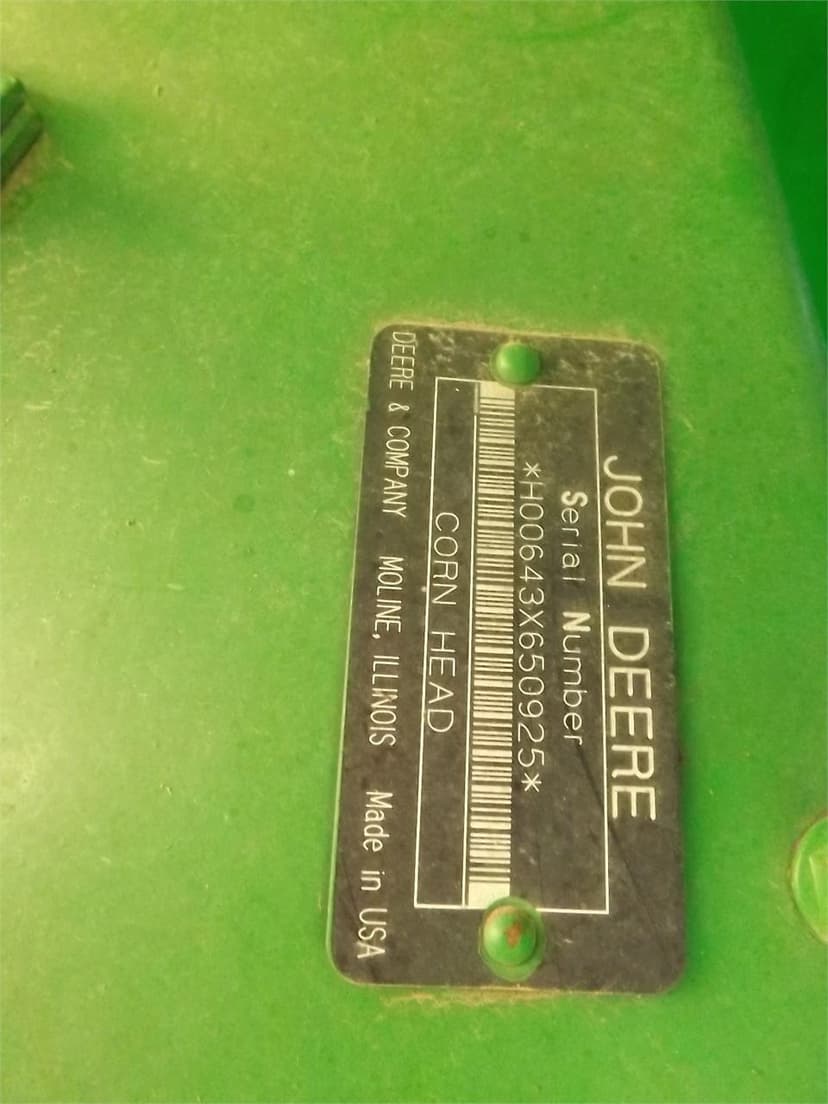 JOHN DEERE
Serial Number
*H00643X650925*
CORN HEAD
DEERE & COMPANY MOLINE, ILLINOIS Made in USA